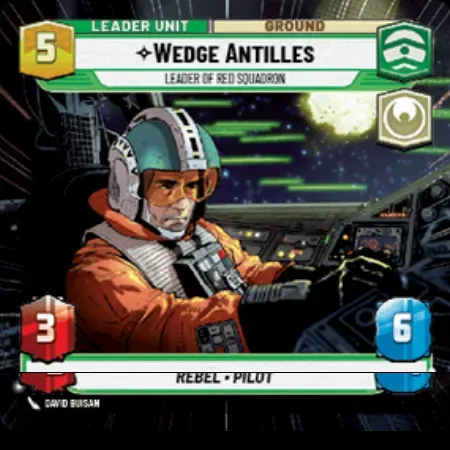 LEADER UNIT
GROUND
5
WEDGE ANTILLES
LEADER OF RED SQUADRON
3
6
REBEL • PILOT
DAVID BUISAN